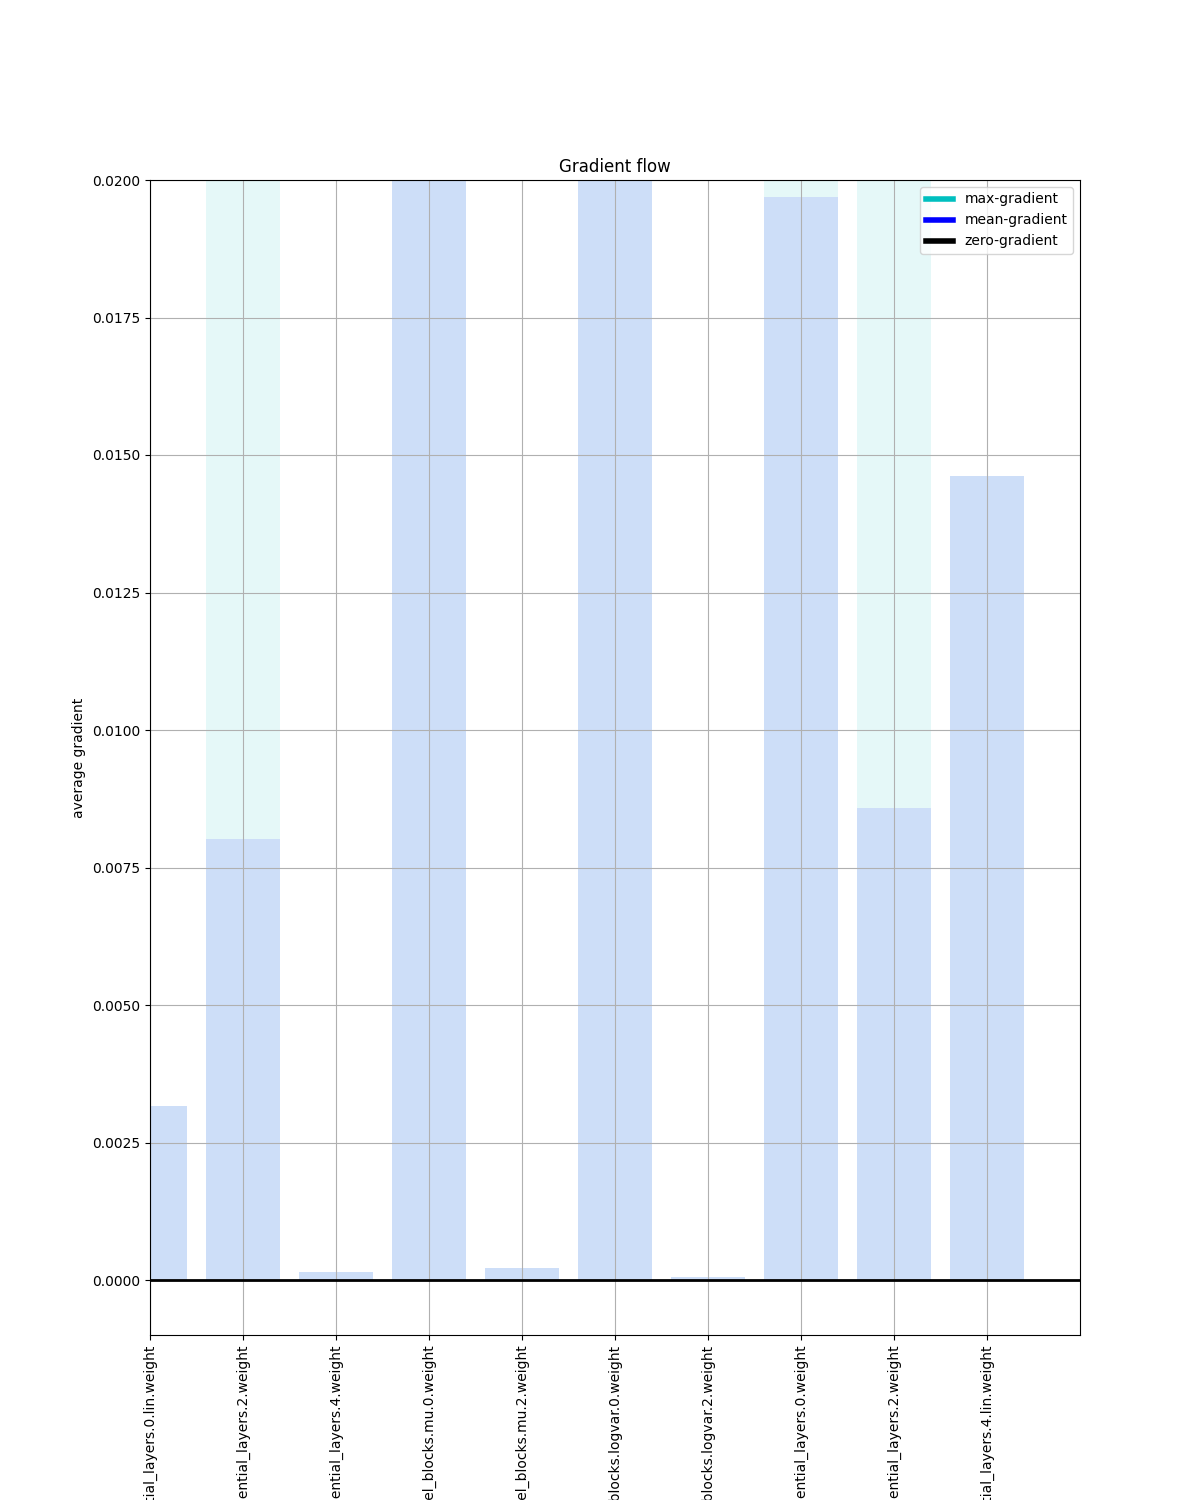 Gradient flow
max-gradient
mean-gradient
zero-gradient
0.0200
0.0175
0.0150
0.0125
0.0100
0.0075
0.0050
0.0025
0.0000
average gradient
tial_layers.0.lin.weight
ential_layers.2.weight
ential_layers.4.weight
el_blocks.mu.0.weight
el_blocks.mu.2.weight
blocks.logvar.0.weight
blocks.logvar.2.weight
ential_layers.0.weight
ential_layers.2.weight
tial_layers.4.lin.weight